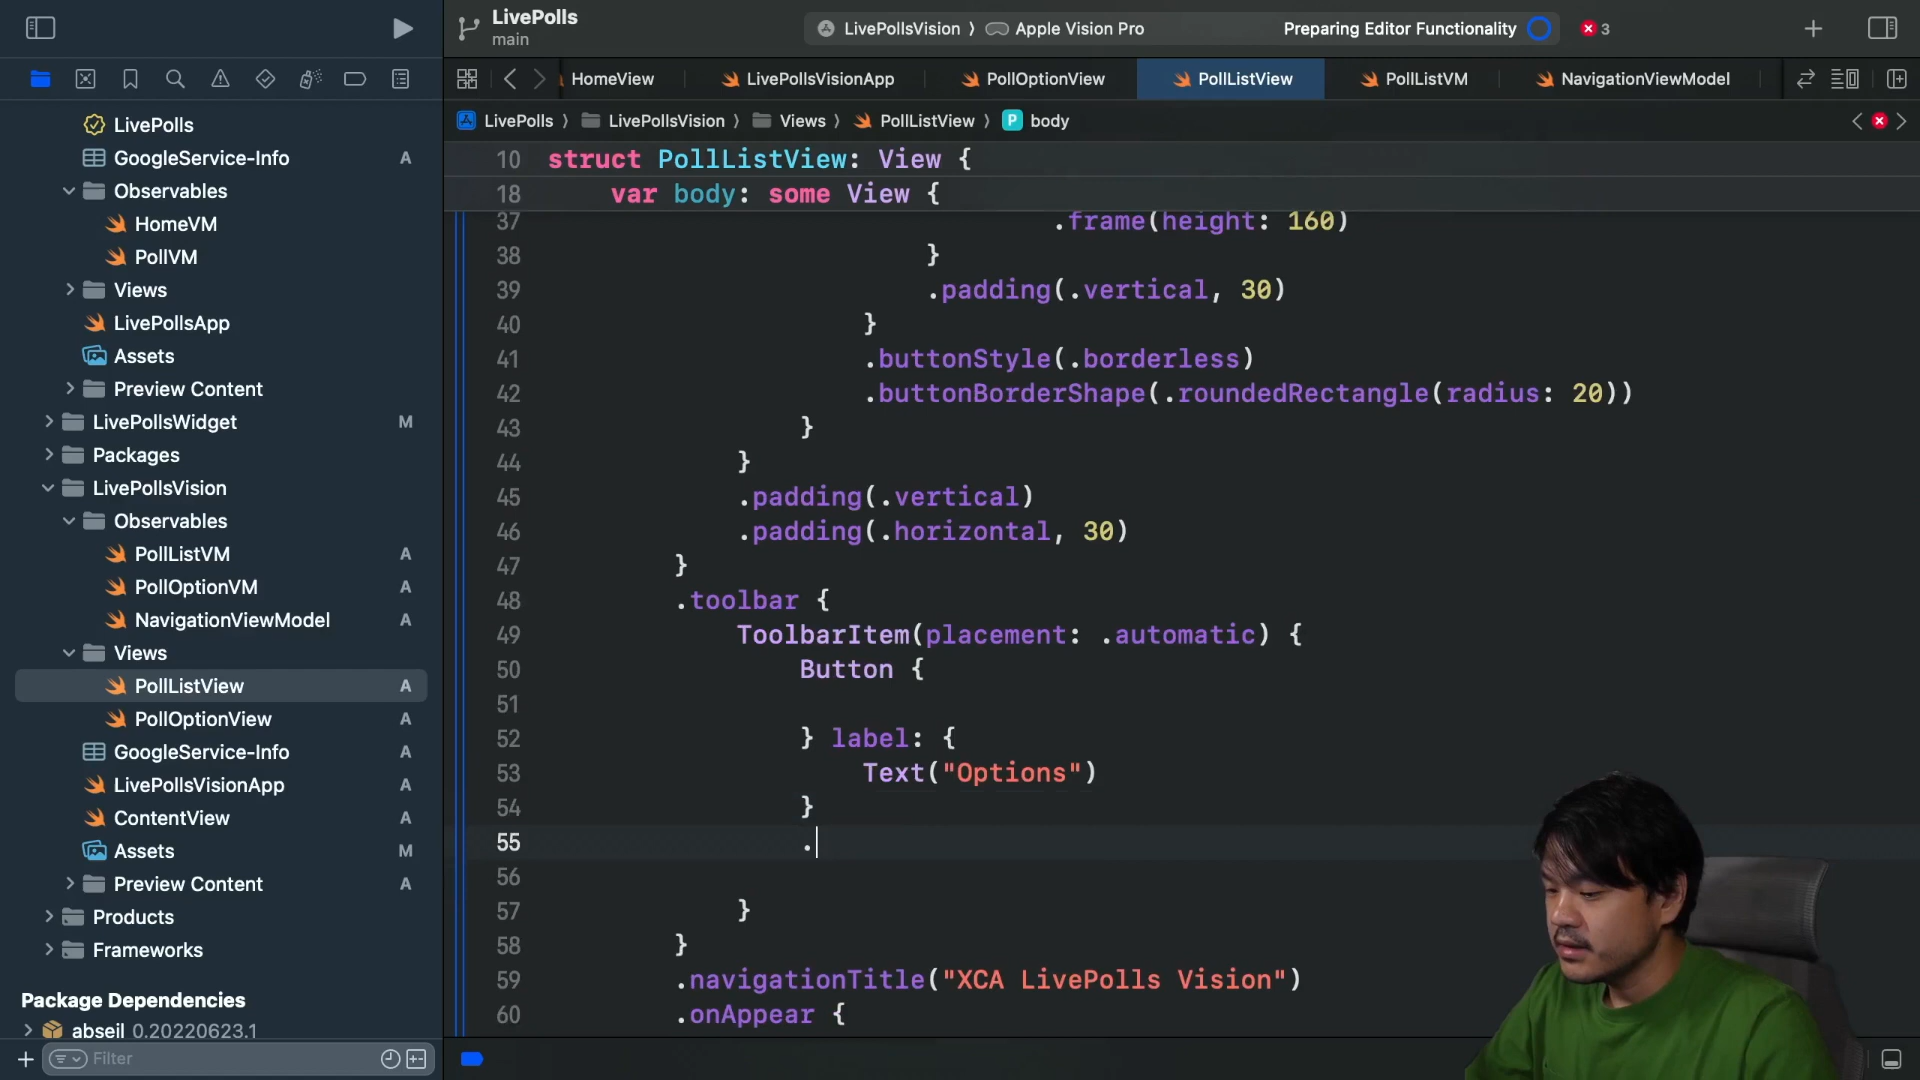 LivePolls
main
LivePollsVision 〉 Apple Vision Pro
Preparing Editor Functionality
3
HomeView
LivePollsVisionApp
PollOptionView
PollListView
PollListVM
NavigationViewModel
LivePolls 〉 LivePollsVision 〉 Views 〉 PollListView 〉 P body
LivePolls
GoogleService-Info A
Observables
HomeVM
PollVM
Views
LivePollsApp
Assets
Preview Content
LivePollsWidget M
Packages
LivePollsVision
Observables
PollListVM A
PollOptionVM A
NavigationViewModel A
Views
PollListView A
PollOptionView A
GoogleService-Info A
LivePollsVisionApp A
ContentView A
Assets M
Preview Content A
Products
Frameworks
Package Dependencies
abseil 0.20220623.1
Filter
10 struct PollListView: View {
18 var body: some View {
37 .frame(height: 160)
38 }
39 .padding(.vertical, 30)
40 }
41 .buttonStyle(.borderless)
42 .buttonBorderShape(.roundedRectangle(radius: 20))
43 }
44 }
45 .padding(.vertical)
46 .padding(.horizontal, 30)
47 }
48 .toolbar {
49 ToolbarItem(placement: .automatic) {
50 Button {
51
52 } label: {
53 Text("Options")
54 }
55 .
56
57 }
58 }
59 .navigationTitle("XCA LivePolls Vision")
60 .onAppear {